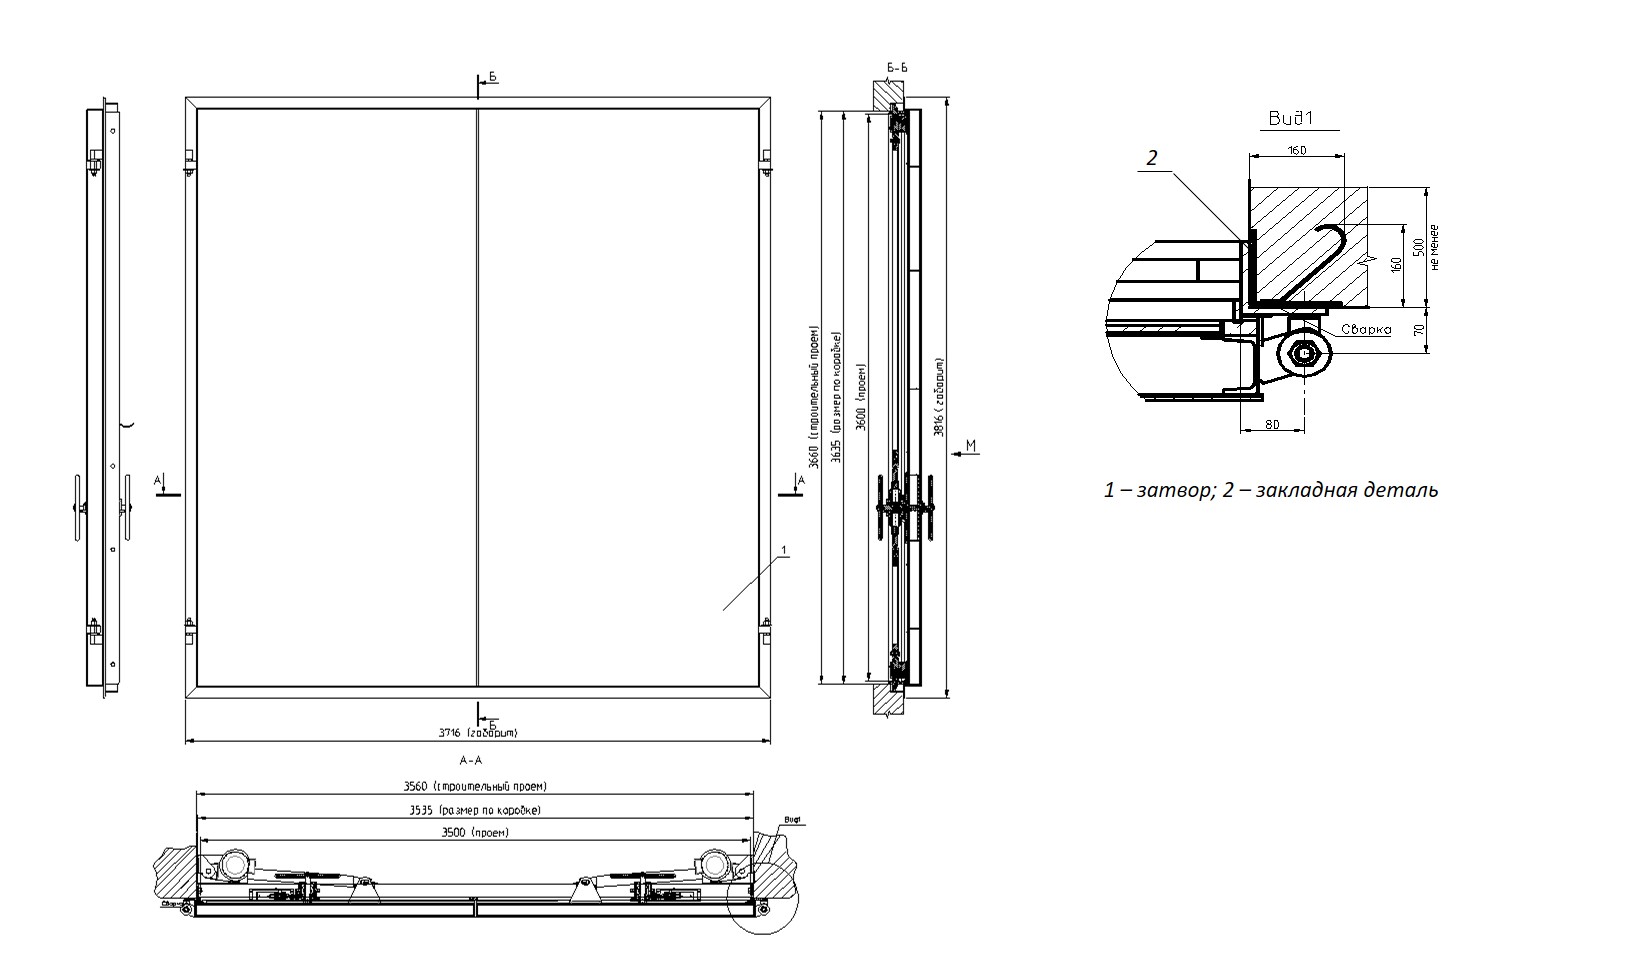 Б
Б-Б
Вид1
160
2
500
не менее
160
Сварка
70
80
1 – затвор; 2 – закладная деталь
3660 (строительный проем)
3635 (размер по коробке)
3600 (проем)
3816 (габарит)
М
А
А
1
Б
3716 (габарит)
А-А
3560 (строительный проем)
3535 (размер по коробке)
3500 (проем)
Вид1
Сварка